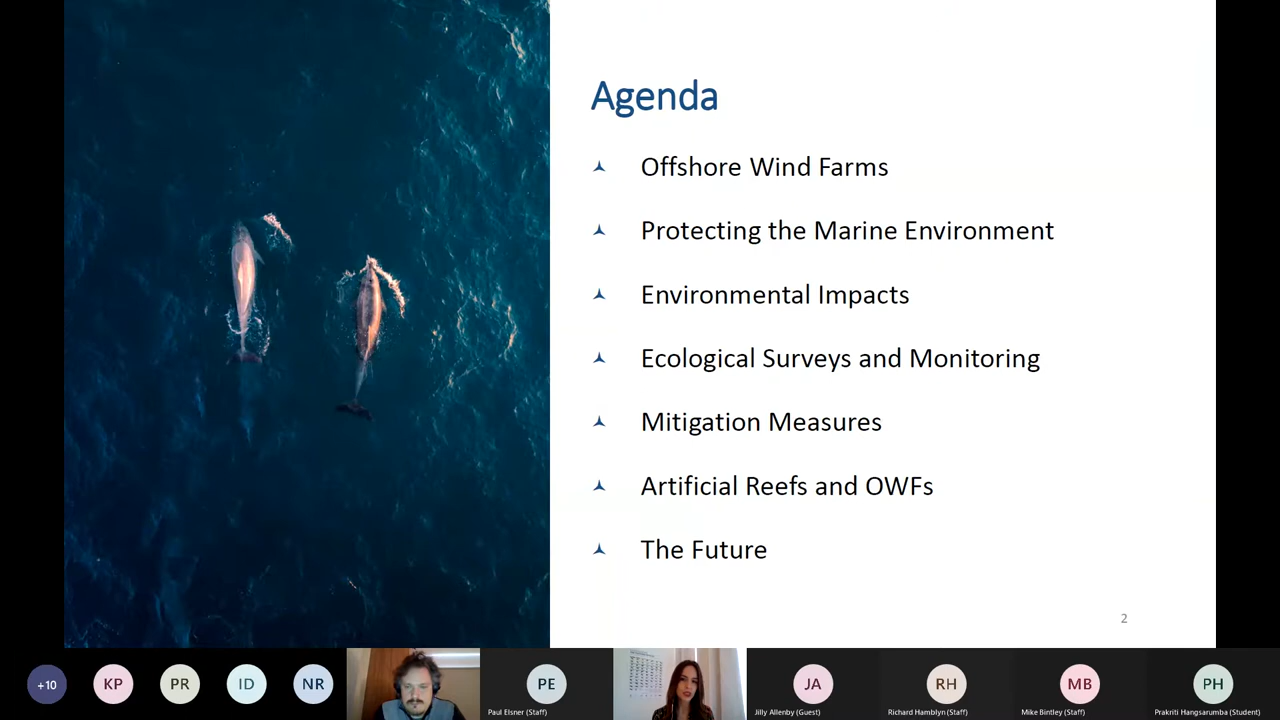 Agenda
Offshore Wind Farms
Protecting the Marine Environment
Environmental Impacts
Ecological Surveys and Monitoring
Mitigation Measures
Artificial Reefs and OWFs
The Future
2
+10
KP
PR
ID
NR
PE
Paul Elsner (Staff)
JA
Jilly Allenby (Guest)
RH
Richard Hamblyn (Staff)
MB
Mike Bintley (Staff)
PH
Prakriti Hangsarumba (Student)